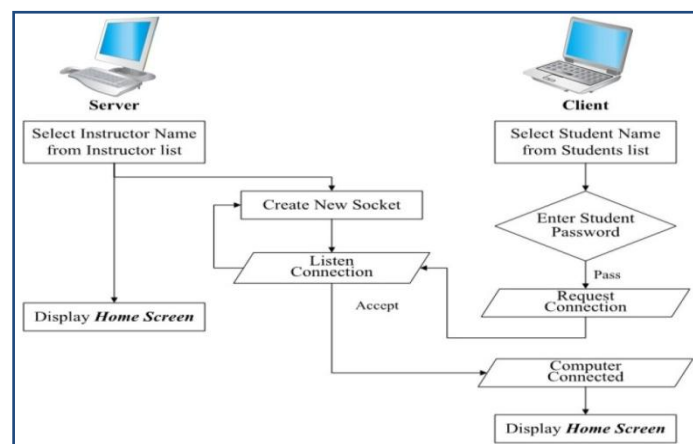 Server
Client
Select Instructor Name
from Instructor list
Select Student Name
from Students list
Create New Socket
Enter Student
Password
Listen
Connection
Pass
Request
Connection
Accept
Display Home Screen
Computer
Connected
Display Home Screen